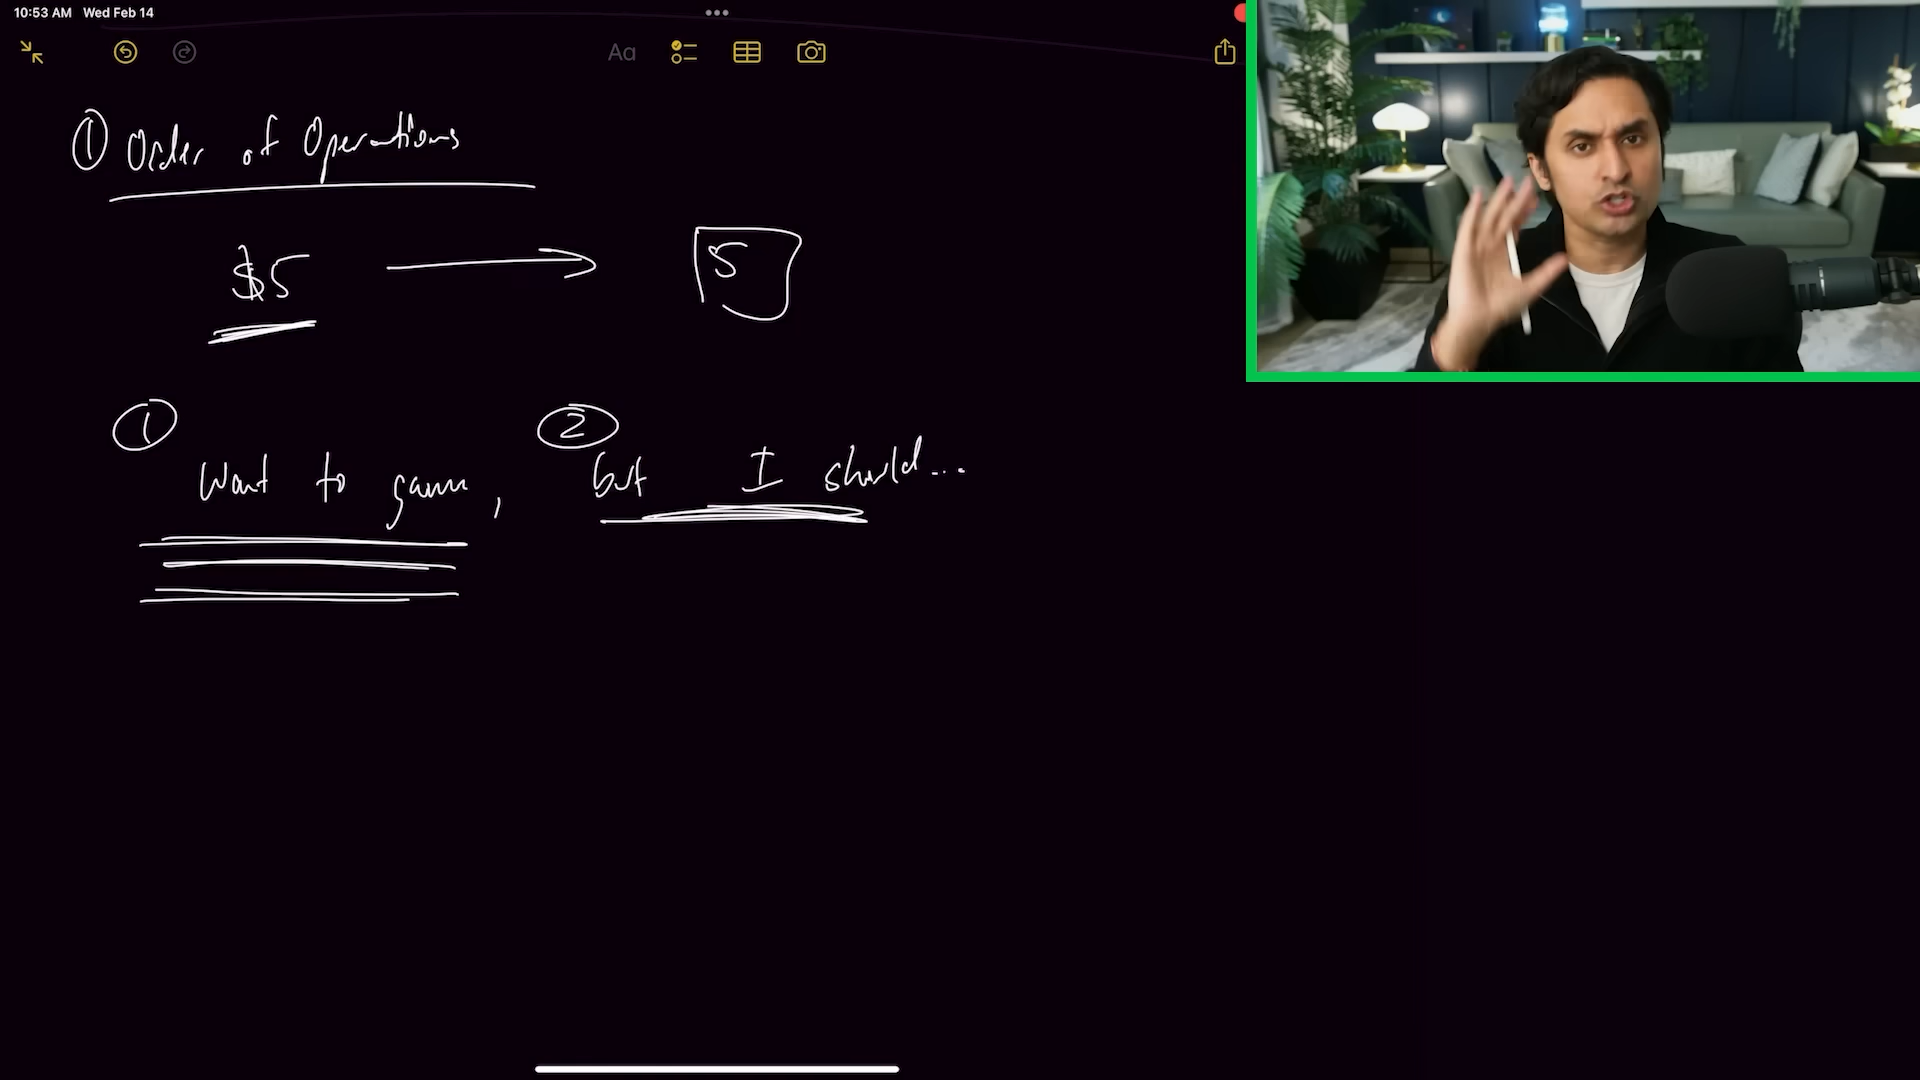 10:53 AM Wed Feb 14
Aa
① Order of Operations
$5 → 5
① ②
Want to game, but I should...